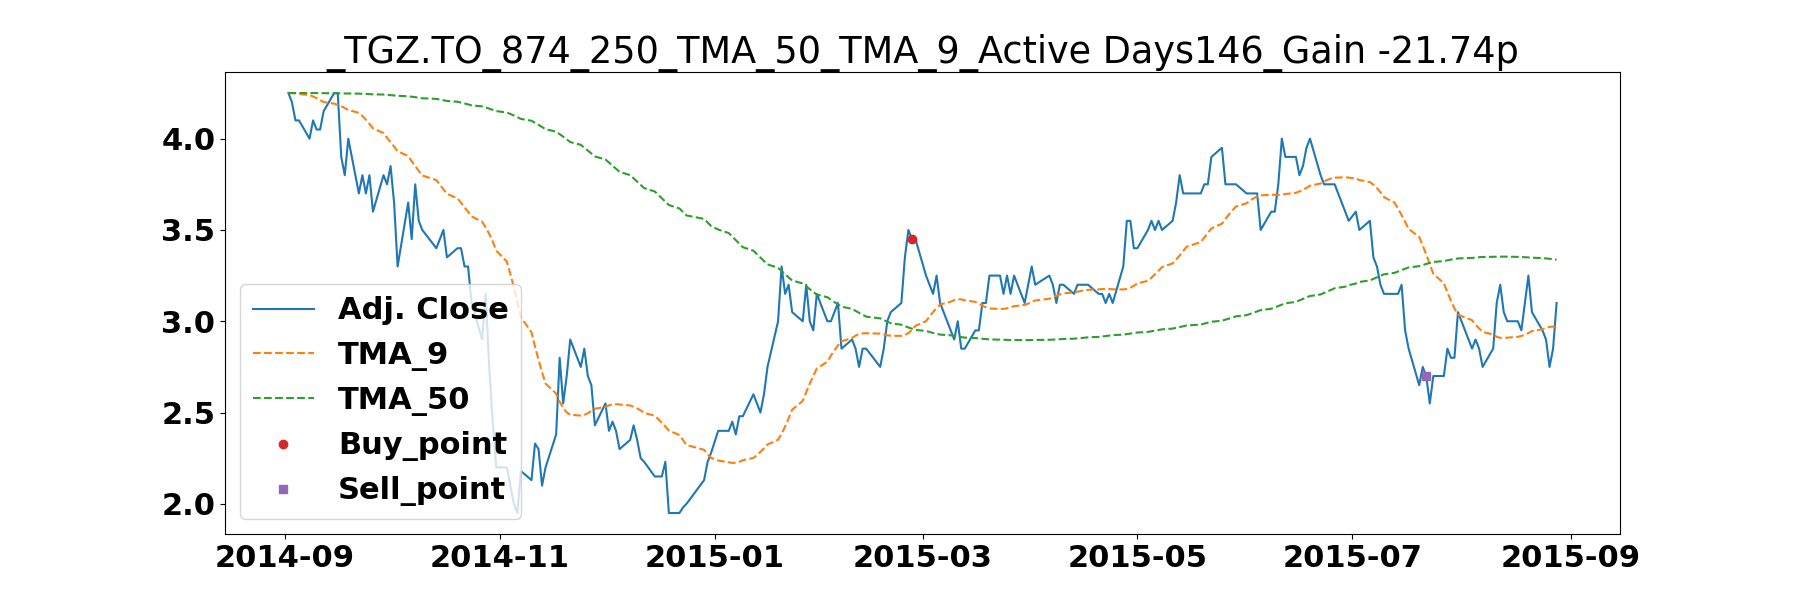 _TGZ.TO_874_250_TMA_50_TMA_9_Active Days146_Gain -21.74p
4.0
3.5
3.0
2.5
2.0
Adj. Close
TMA_9
TMA_50
Buy_point
Sell_point
2014-09 2014-11 2015-01 2015-03 2015-05 2015-07 2015-09